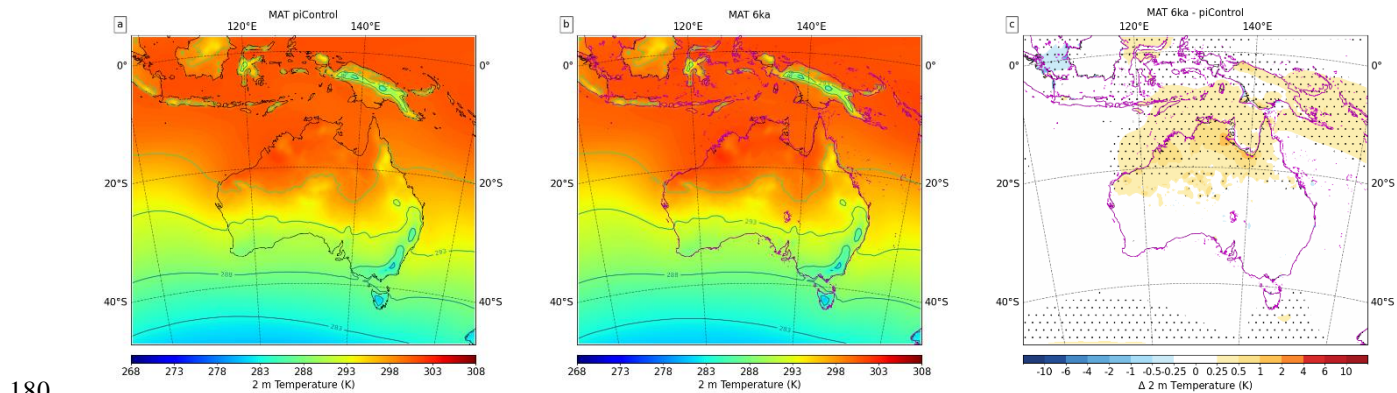 a MAT piControl
120°E 140°E
0° 0°
20°S 20°S
40°S 40°S
293
288
283
268 273 278 283 288 293 298 303 308
2 m Temperature (K)
b MAT 6ka
120°E 140°E
0° 0°
20°S 20°S
40°S 40°S
293
288
283
268 273 278 283 288 293 298 303 308
2 m Temperature (K)
c MAT 6ka - piControl
120°E 140°E
0° 0°
20°S 20°S
40°S 40°S
-10 -6 -4 -2 -1 -0.5 -0.25 0 0.25 0.5 1 2 4 6 10
Δ 2 m Temperature (K)
180